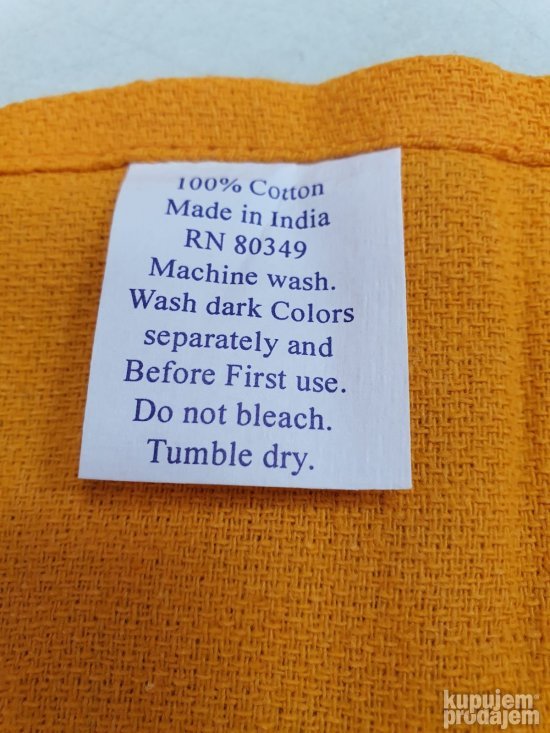 100% Cotton
Made in India
RN 80349
Machine wash.
Wash dark Colors
separately and
Before First use.
Do not bleach.
Tumble dry.
kupujem
prodajem